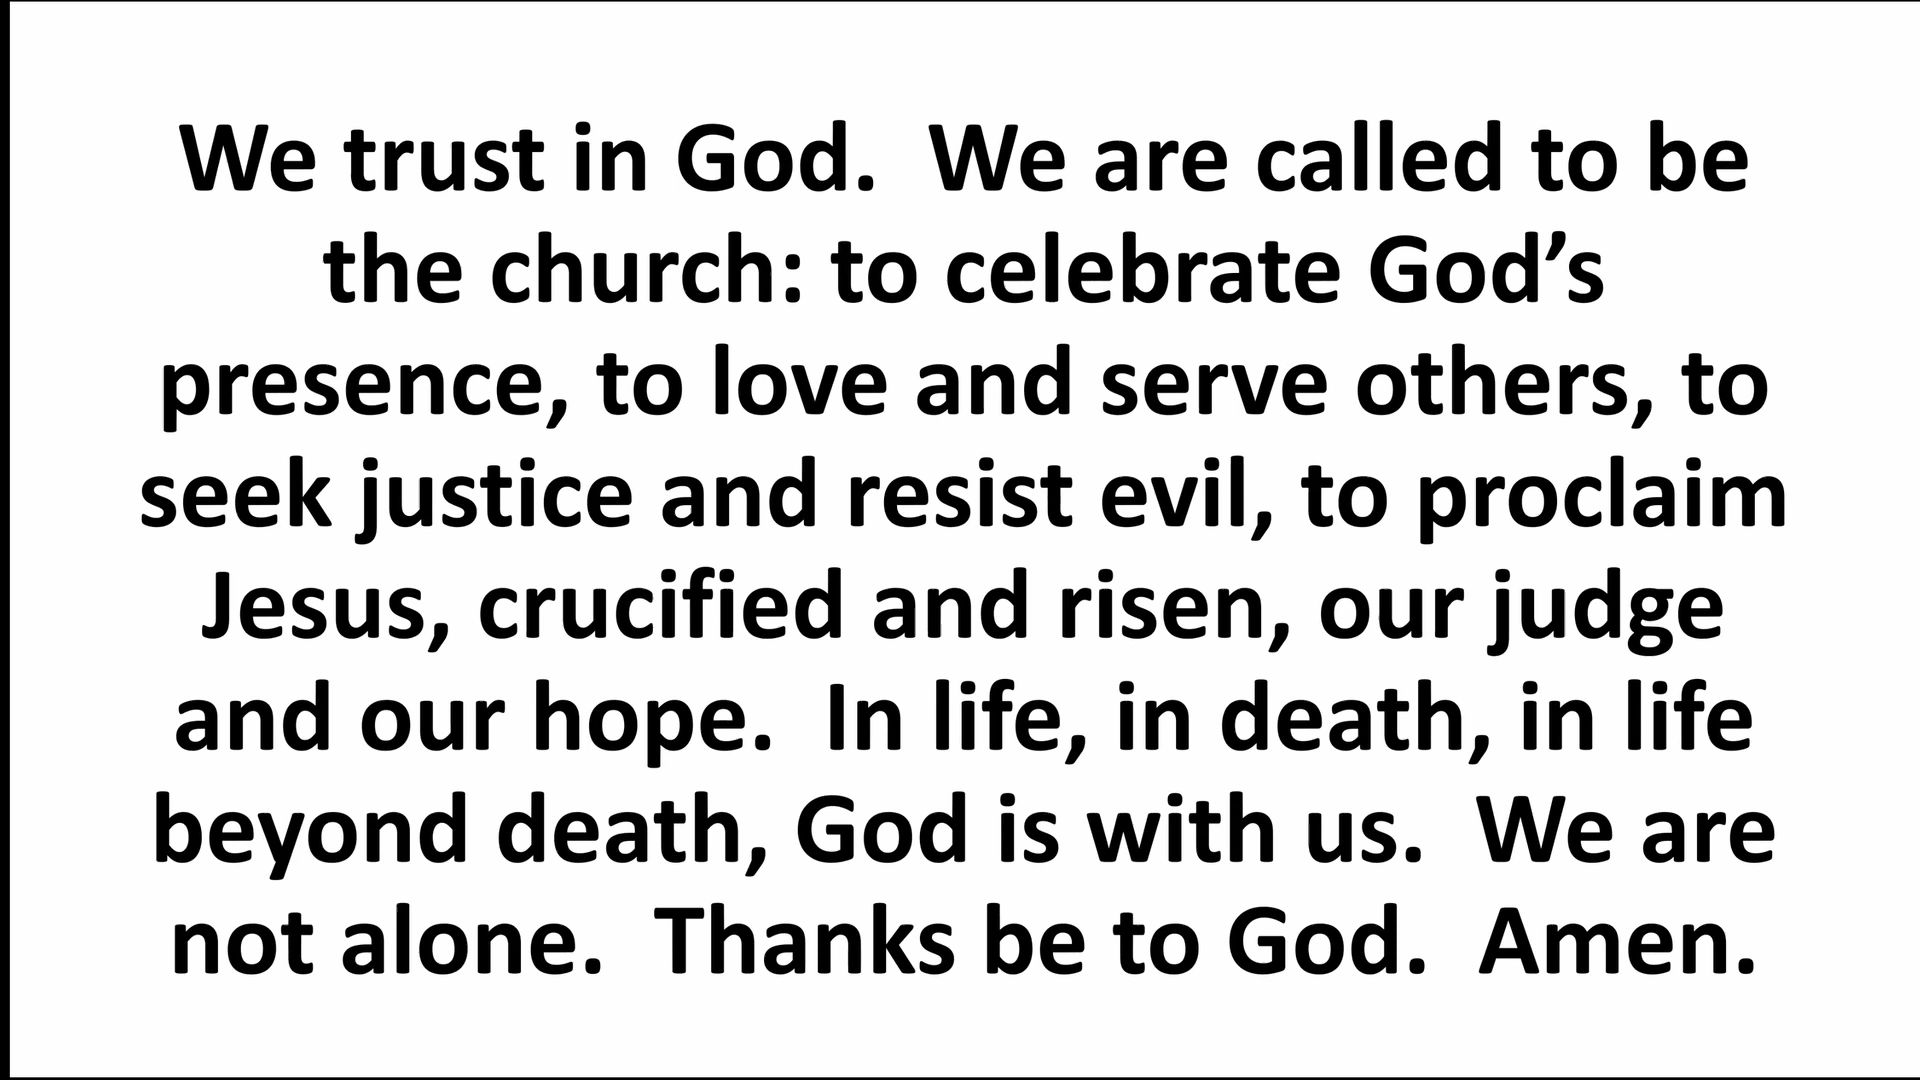 We trust in God.  We are called to be
the church: to celebrate God’s
presence, to love and serve others, to
seek justice and resist evil, to proclaim
Jesus, crucified and risen, our judge
and our hope.  In life, in death, in life
beyond death, God is with us.  We are
not alone.  Thanks be to God.  Amen.